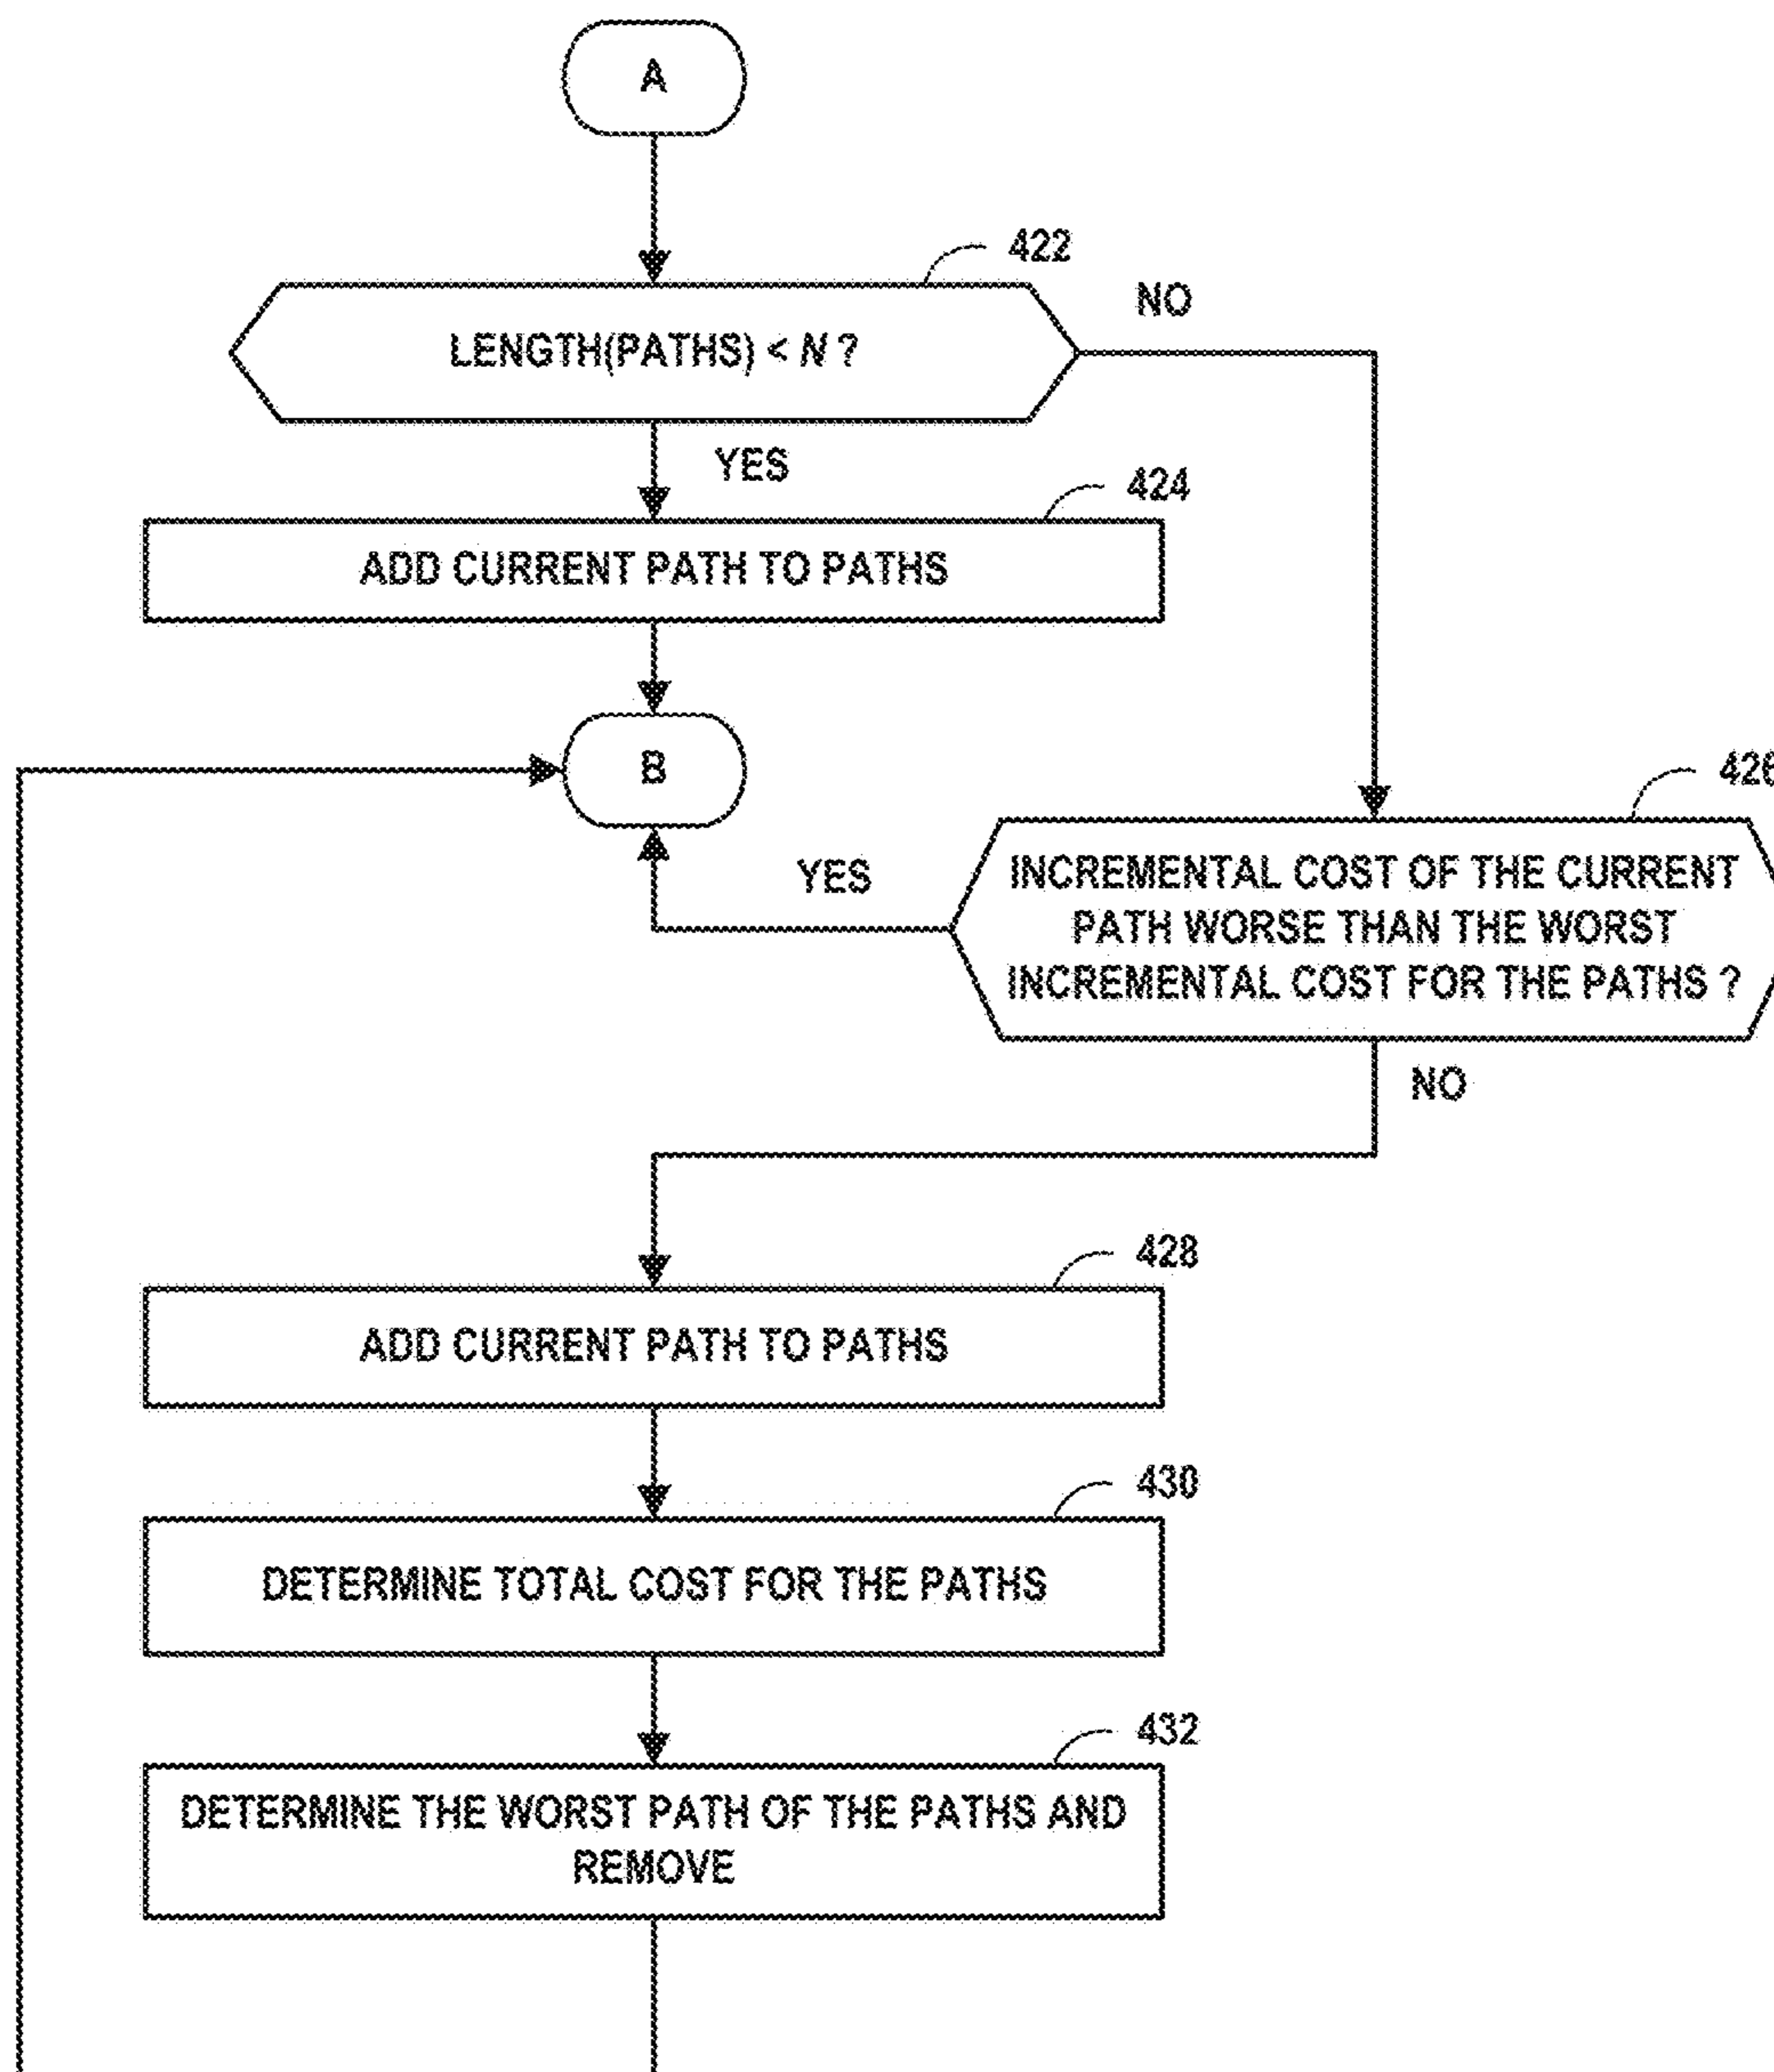 A
422
NO
LENGTH(PATHS) < N ?
YES
424
ADD CURRENT PATH TO PATHS
B
426
YES
INCREMENTAL COST OF THE CURRENT
PATH WORSE THAN THE WORST
INCREMENTAL COST FOR THE PATHS ?
NO
428
ADD CURRENT PATH TO PATHS
430
DETERMINE TOTAL COST FOR THE PATHS
432
DETERMINE THE WORST PATH OF THE PATHS AND
REMOVE